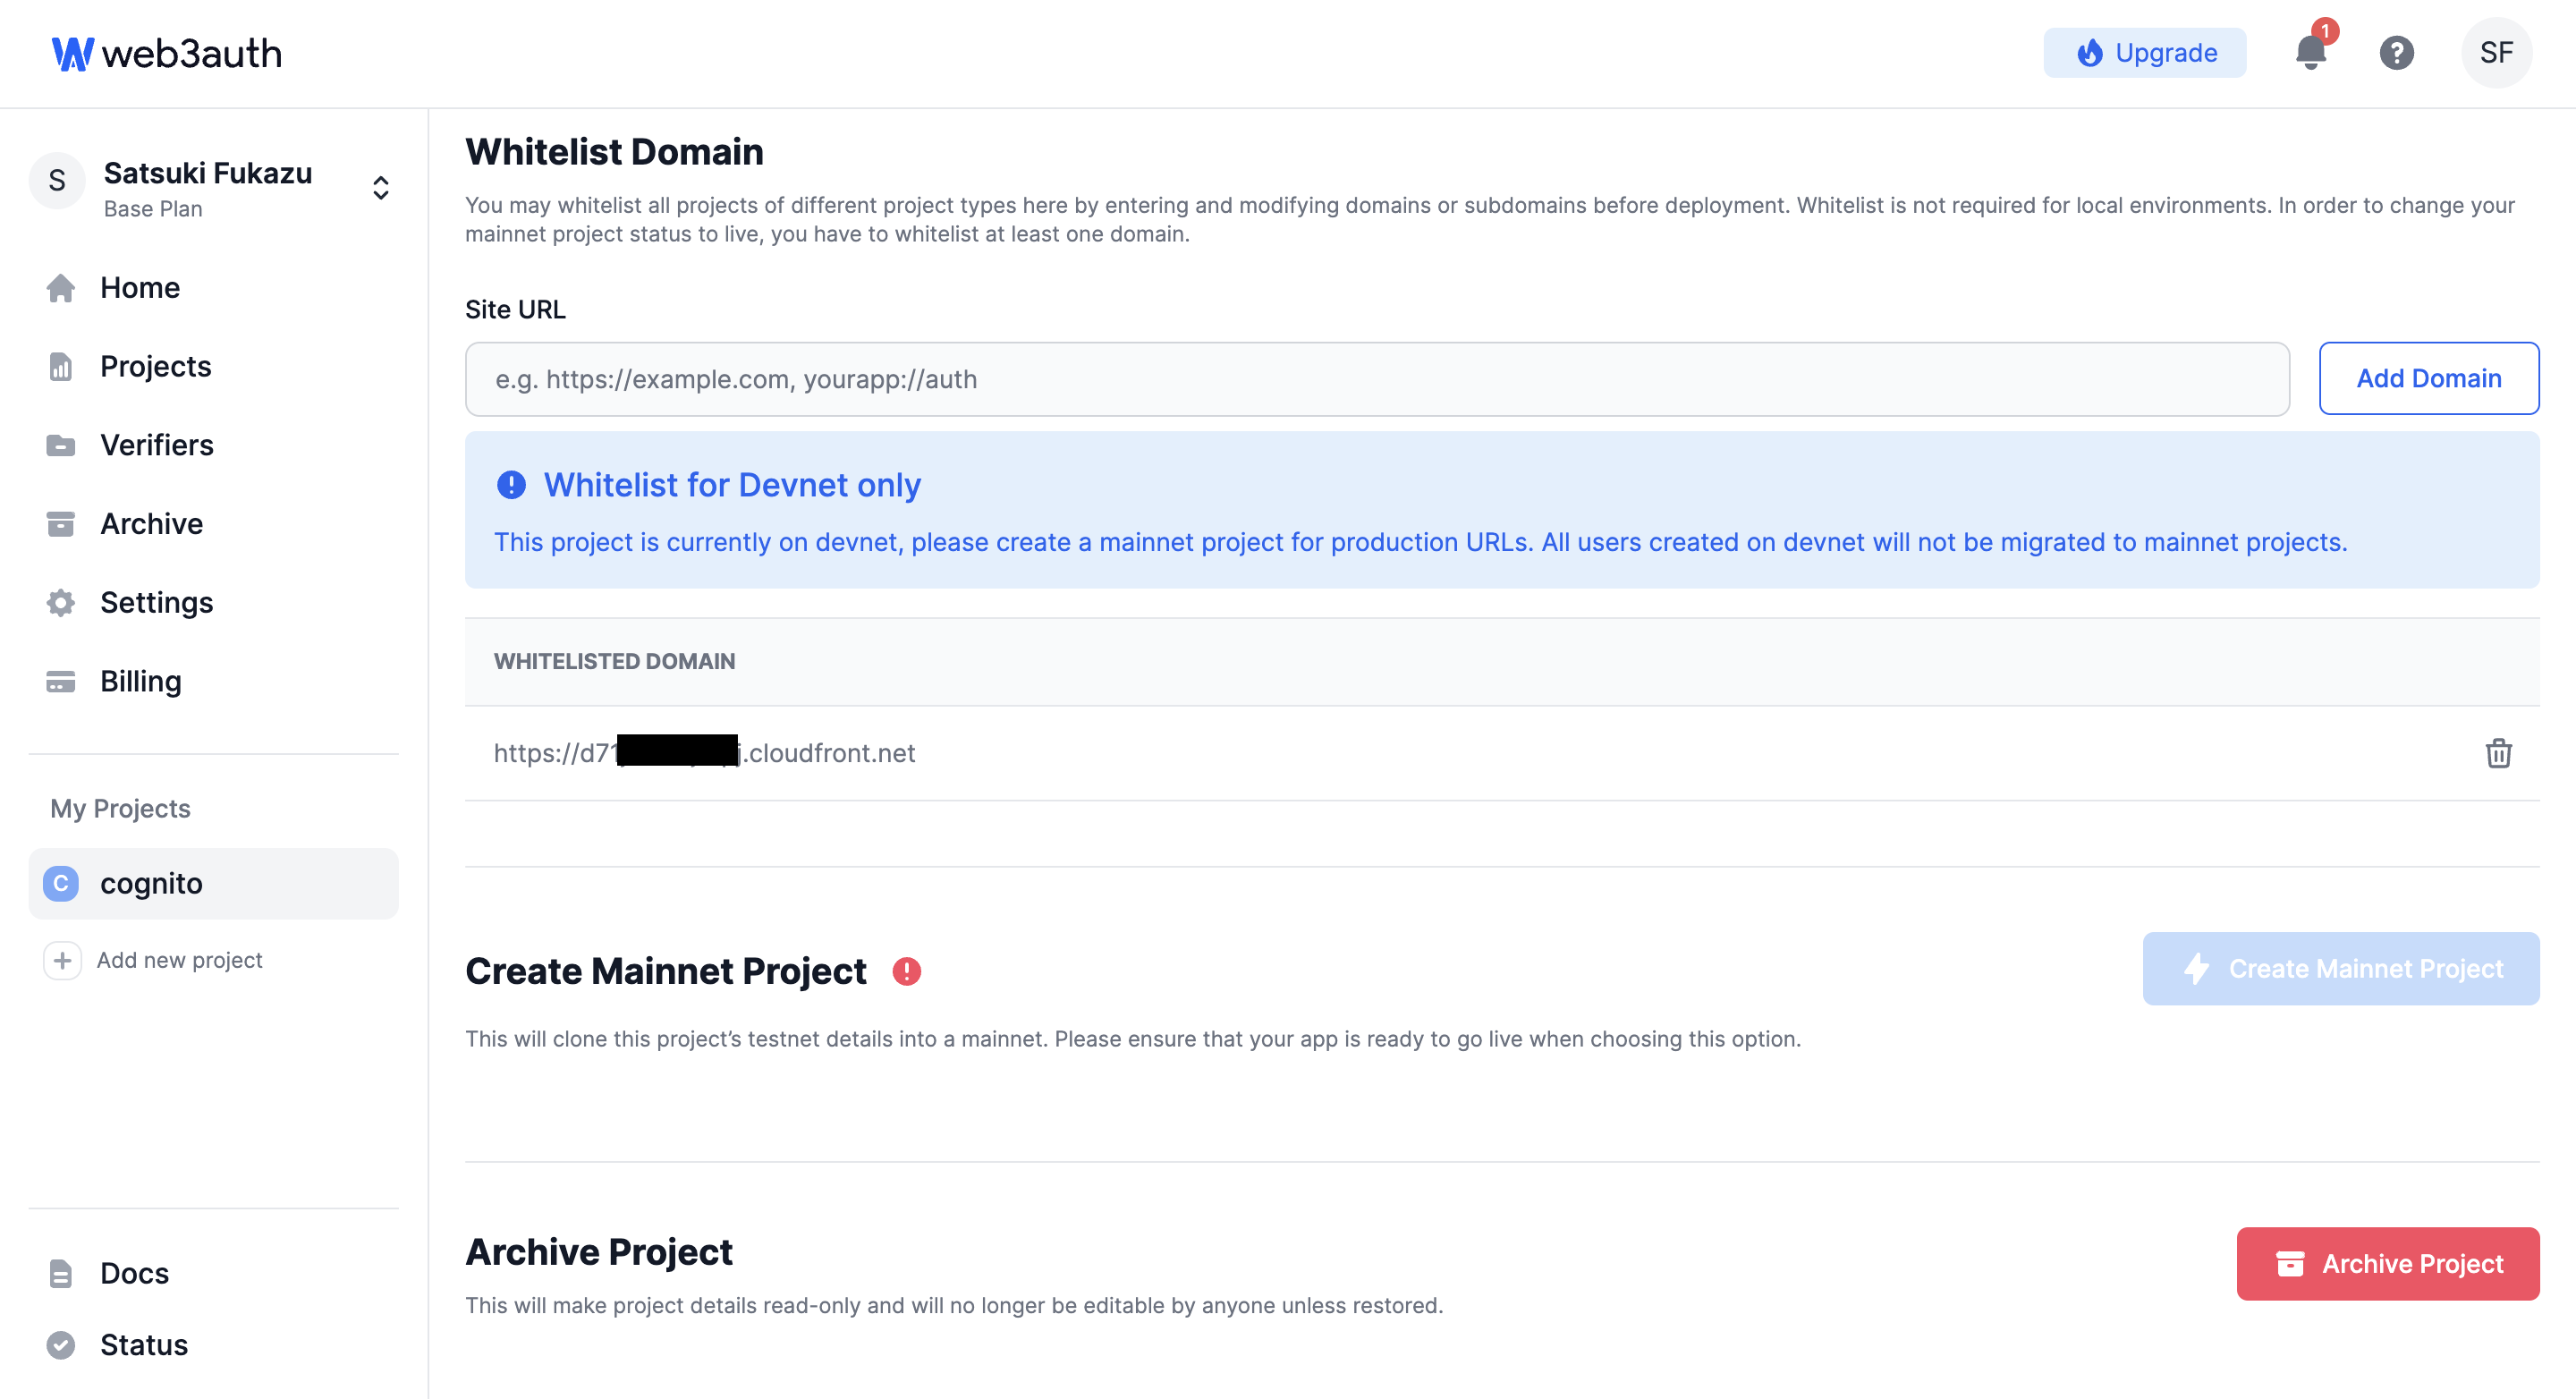 web3auth
Upgrade
1
SF
S
Satsuki Fukazu
Base Plan
Home
Projects
Verifiers
Archive
Settings
Billing
My Projects
C
cognito
Add new project
Docs
Status
Whitelist Domain
You may whitelist all projects of different project types here by entering and modifying domains or subdomains before deployment. Whitelist is not required for local environments. In order to change your
mainnet project status to live, you have to whitelist at least one domain.
Site URL
e.g. https://example.com, yourapp://auth
Add Domain
Whitelist for Devnet only
This project is currently on devnet, please create a mainnet project for production URLs. All users created on devnet will not be migrated to mainnet projects.
WHITELISTED DOMAIN
https://d71 j.cloudfront.net
Create Mainnet Project
Create Mainnet Project
This will clone this project’s testnet details into a mainnet. Please ensure that your app is ready to go live when choosing this option.
Archive Project
Archive Project
This will make project details read-only and will no longer be editable by anyone unless restored.